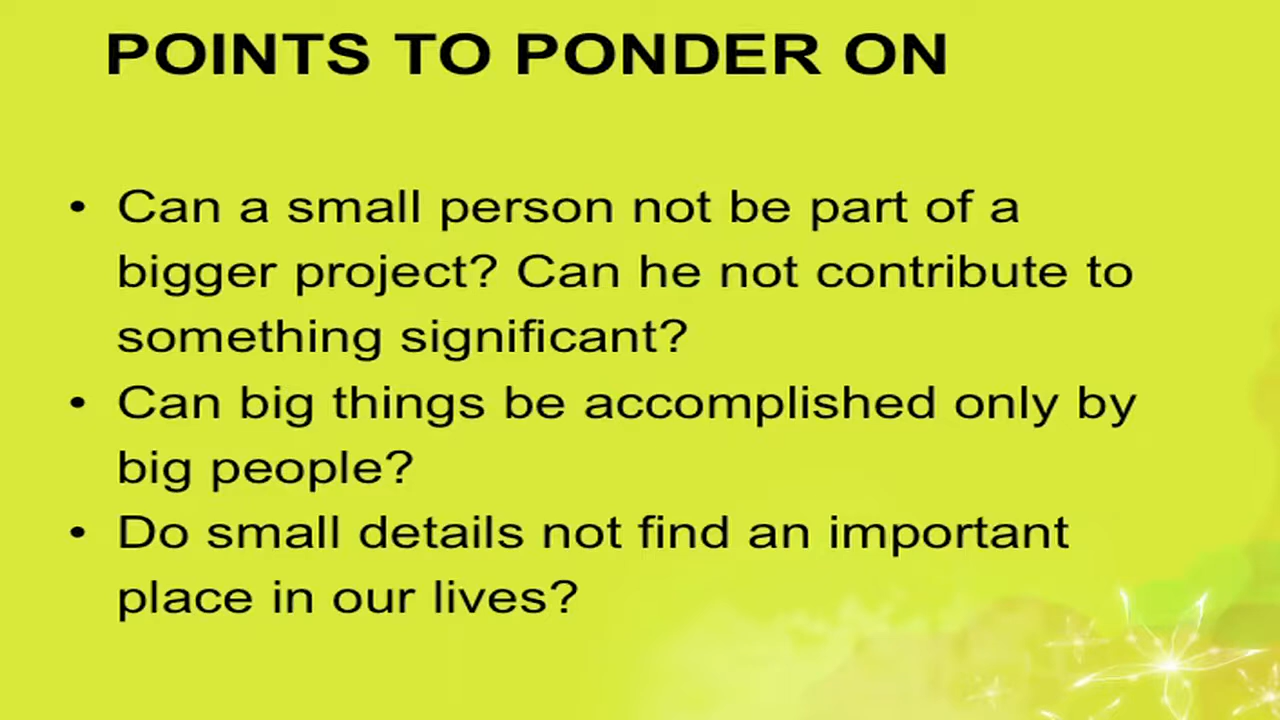 POINTS TO PONDER ON
• Can a small person not be part of a
bigger project? Can he not contribute to
something significant?
• Can big things be accomplished only by
big people?
• Do small details not find an important
place in our lives?